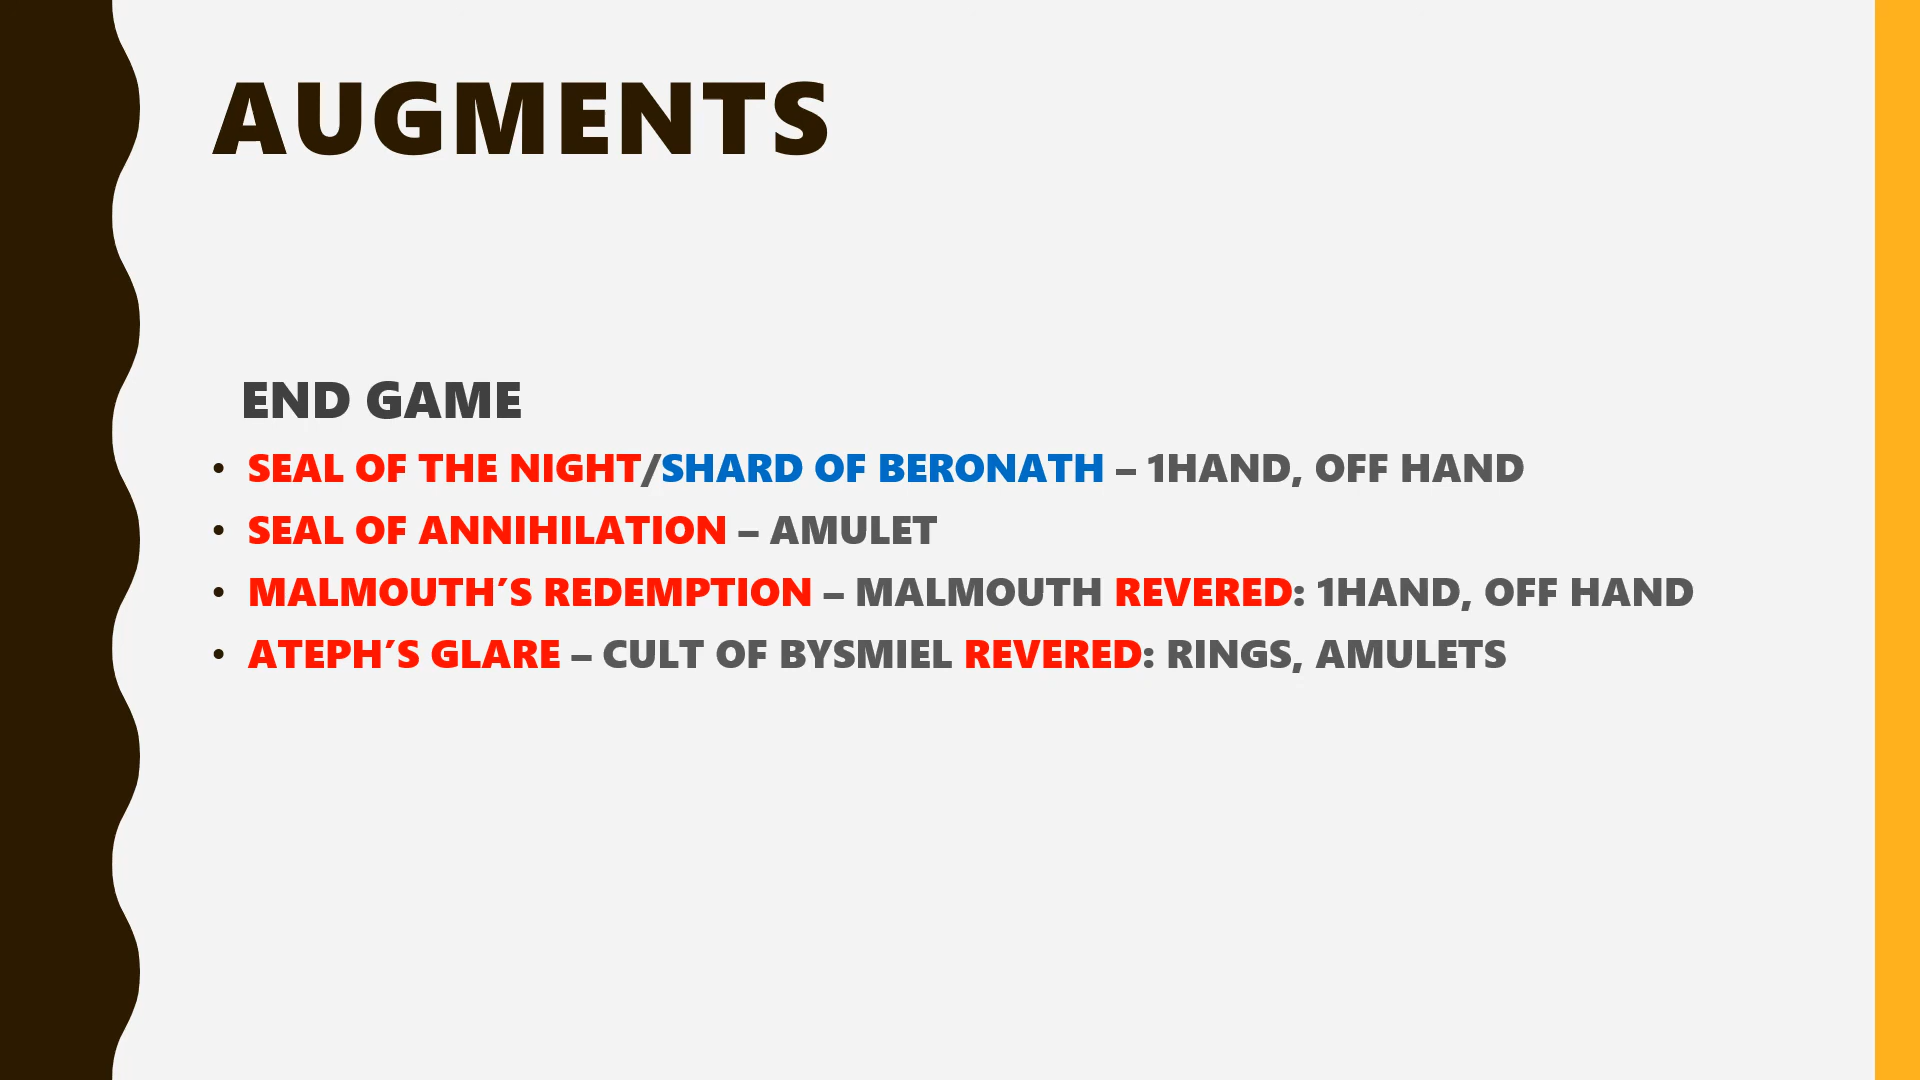 AUGMENTS
END GAME
• SEAL OF THE NIGHT/SHARD OF BERONATH – 1HAND, OFF HAND
• SEAL OF ANNIHILATION – AMULET
• MALMOUTH’S REDEMPTION – MALMOUTH REVERED: 1HAND, OFF HAND
• ATEPH’S GLARE – CULT OF BYSMIEL REVERED: RINGS, AMULETS